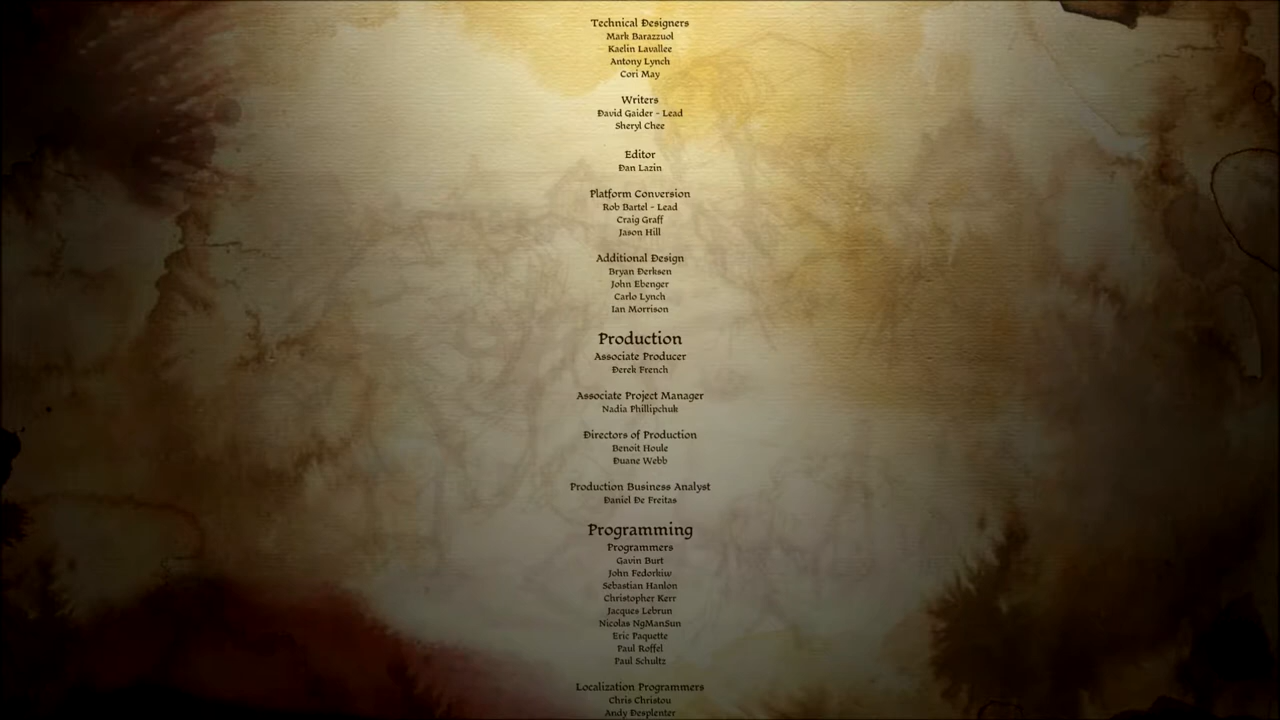 Technical Designers
Mark Barazzuol
Kaelin Lavallee
Antony Lynch
Cori May
Writers
David Gaider - Lead
Sheryl Chee
Editor
Dan Lazin
Platform Conversion
Rob Bartel - Lead
Craig Graff
Jason Hill
Additional Design
Bryan Derksen
John Ebenger
Carlo Lynch
Ian Morrison
Production
Associate Producer
Derek French
Associate Project Manager
Nadia Phillipchuk
Directors of Production
Benoit Houle
Duane Webb
Production Business Analyst
Daniel De Freitas
Programming
Programmers
Gavin Burt
John Fedorkiw
Sebastian Hanlon
Christopher Kerr
Jacques Lebrun
Nicolas NgManSun
Eric Paquette
Paul Roffel
Paul Schultz
Localization Programmers
Chris Christou
Andy Desplenter